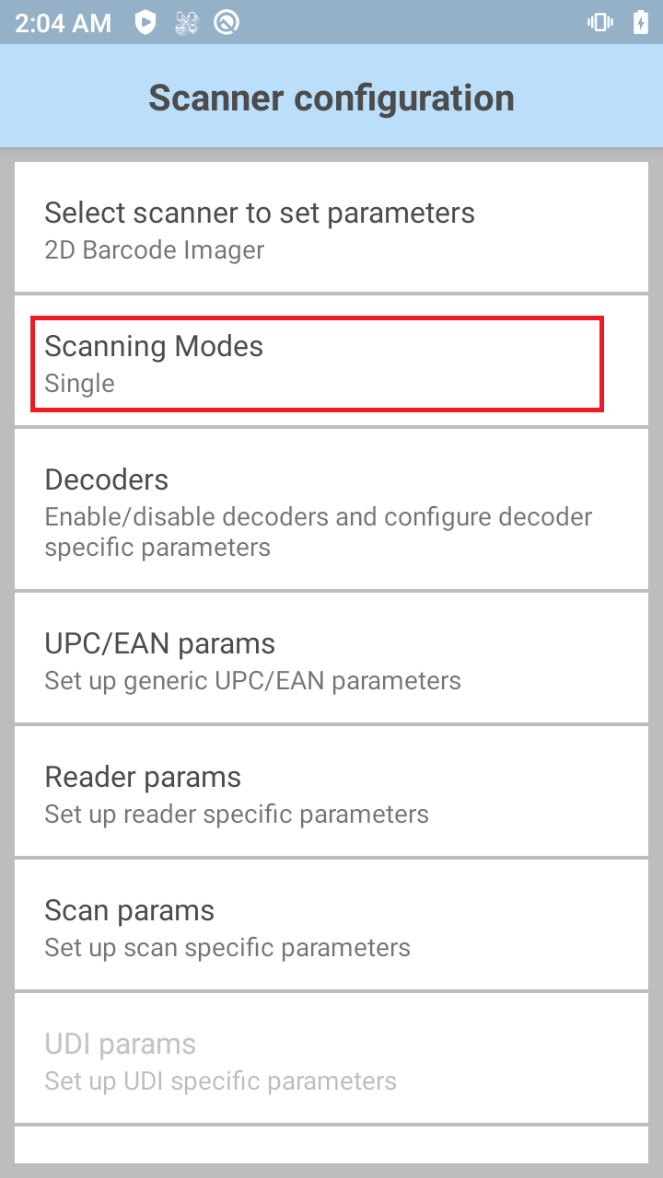 2:04 AM
Scanner configuration
Select scanner to set parameters
2D Barcode Imager
Scanning Modes
Single
Decoders
Enable/disable decoders and configure decoder
specific parameters
UPC/EAN params
Set up generic UPC/EAN parameters
Reader params
Set up reader specific parameters
Scan params
Set up scan specific parameters
UDI params
Set up UDI specific parameters